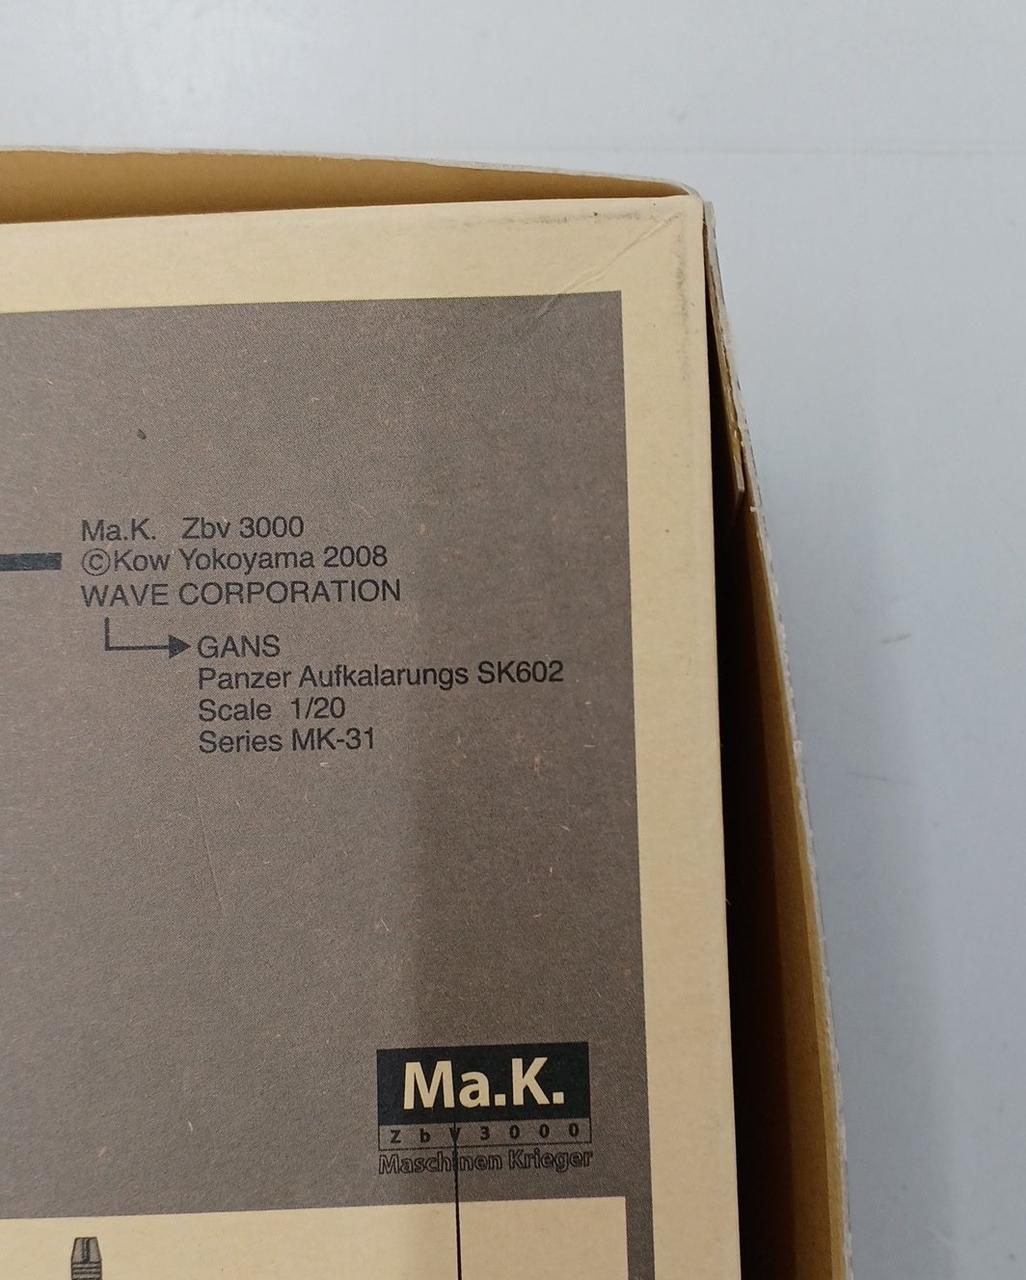 Ma.K. Zbv 3000
©Kow Yokoyama 2008
WAVE CORPORATION
GANS
Panzer Aufkalarungs SK602
Scale 1/20
Series MK-31
Ma.K.
Zbv3000
Maschinen Krieger